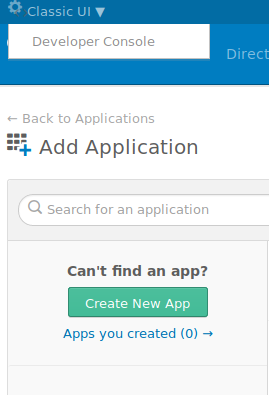 Classic UI ▼
Developer Console
Direct
← Back to Applications
Add Application
Search for an application
Can't find an app?
Create New App
Apps you created (0) →